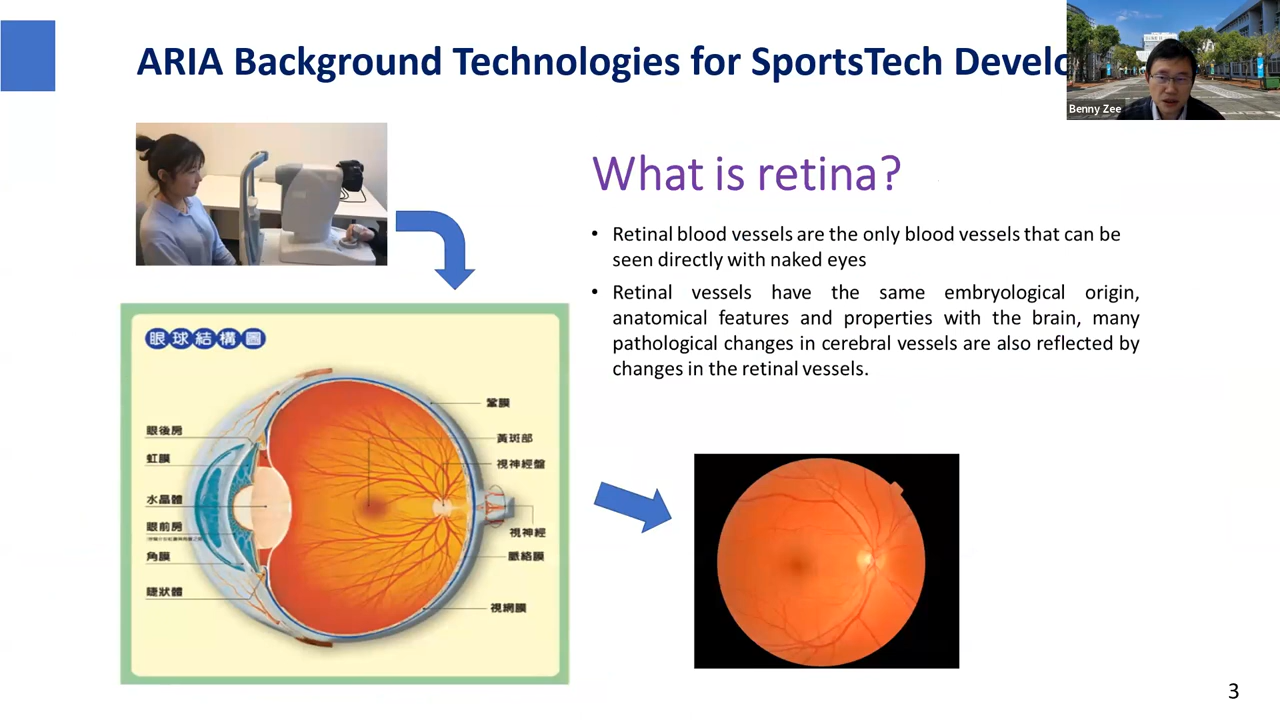 ARIA Background Technologies for SportsTech Develo
Benny Zee
What is retina?
• Retinal blood vessels are the only blood vessels that can be
seen directly with naked eyes
• Retinal vessels have the same embryological origin,
anatomical features and properties with the brain, many
pathological changes in cerebral vessels are also reflected by
changes in the retinal vessels.
眼球結構圖
眼後房
虹膜
水晶體
眼前房
角膜
睫狀體
鞏膜
黃斑部
視神經盤
視神經
脈絡膜
視網膜
3